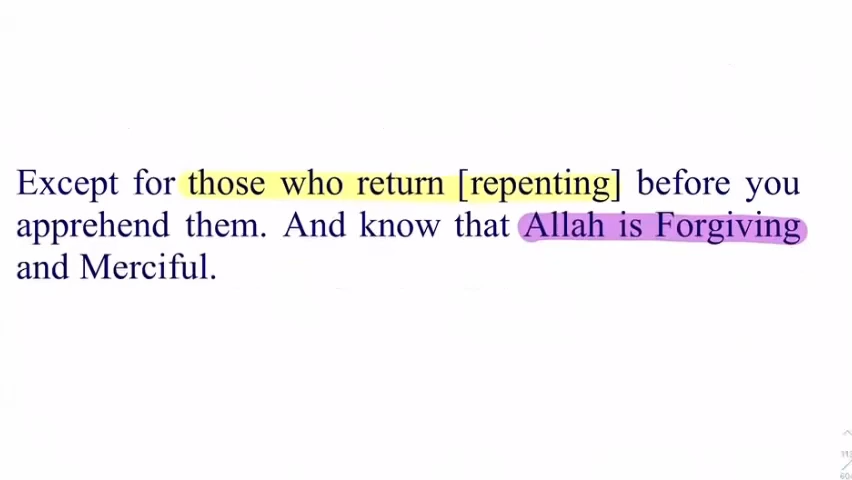 Except for those who return [repenting] before you
apprehend them. And know that Allah is Forgiving
and Merciful.